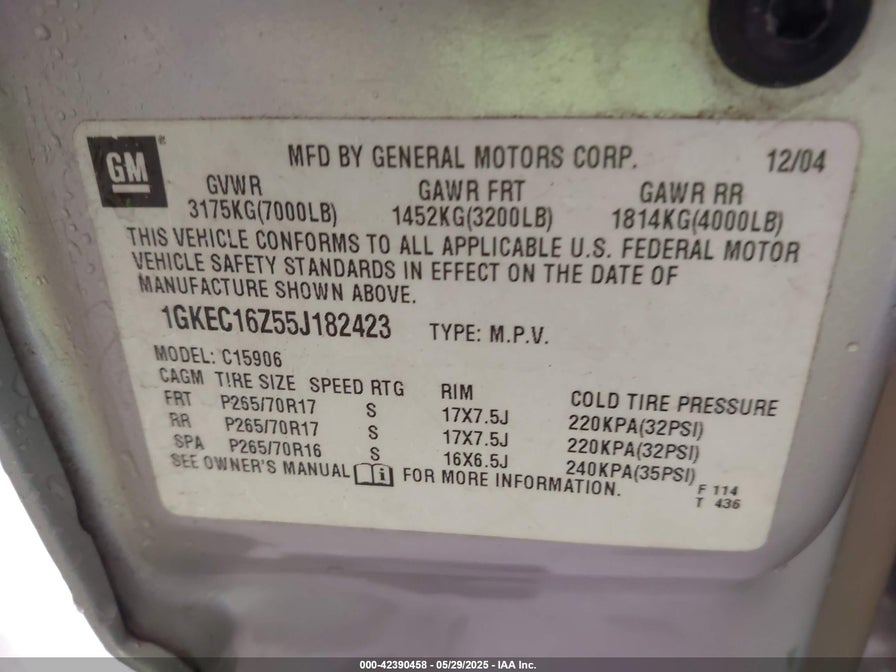 GM ®
MFD BY GENERAL MOTORS CORP. 12/04
GVWR GAWR FRT GAWR RR
3175KG(7000LB) 1452KG(3200LB) 1814KG(4000LB)
THIS VEHICLE CONFORMS TO ALL APPLICABLE U.S. FEDERAL MOTOR
VEHICLE SAFETY STANDARDS IN EFFECT ON THE DATE OF
MANUFACTURE SHOWN ABOVE.
1GKEC16Z55J182423 TYPE: M.P.V.
MODEL: C15906
CAGM TIRE SIZE SPEED RTG RIM COLD TIRE PRESSURE
FRT P265/70R17 S 17X7.5J 220KPA(32PSI)
RR P265/70R17 S 17X7.5J 220KPA(32PSI)
SPA P265/70R16 S 16X6.5J 240KPA(35PSI)
SEE OWNER'S MANUAL i FOR MORE INFORMATION.
F 114
T 436
000-42390458 - 05/29/2025 - IAA Inc.